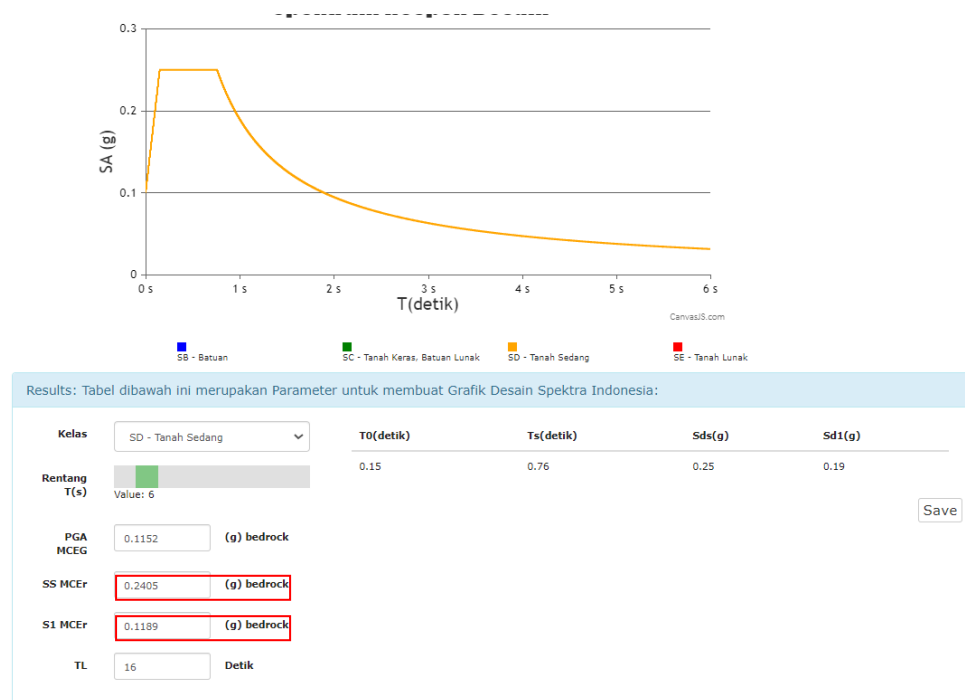 0.3
0.2
0.1
0
SA (g)
0 s 1 s 2 s 3 s 4 s 5 s 6 s
T(detik)
CanvasJS.com
SB - Batuan SC - Tanah Keras, Batuan Lunak SD - Tanah Sedang SE - Tanah Lunak
Results: Tabel dibawah ini merupakan Parameter untuk membuat Grafik Desain Spektra Indonesia:
Kelas SD - Tanah Sedang
T0(detik) Ts(detik) Sds(g) Sd1(g)
0.15 0.76 0.25 0.19
Rentang T(s)
Value: 6
Save
PGA MCEG 0.1152 (g) bedrock
SS MCEr 0.2405 (g) bedrock
S1 MCEr 0.1189 (g) bedrock
TL 16 Detik